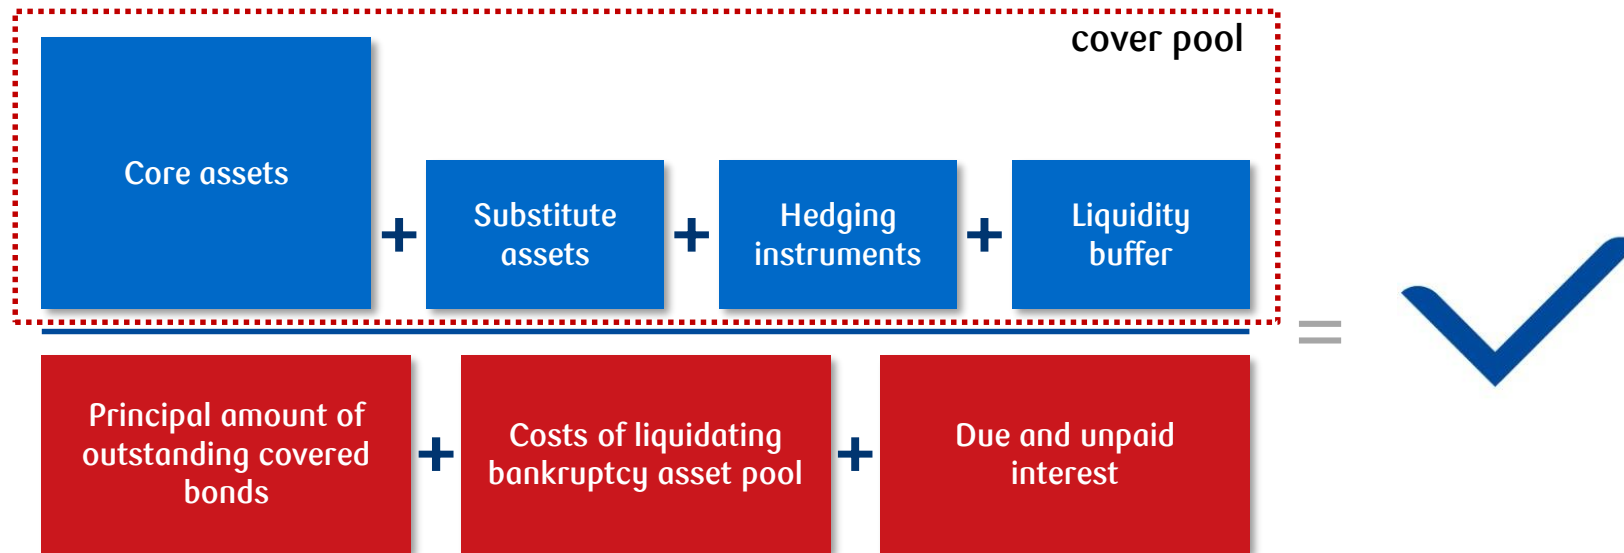 cover pool
Core assets
+
Substitute
assets
+
Hedging
instruments
+
Liquidity
buffer
=
Principal amount of
outstanding covered
bonds
+
Costs of liquidating
bankruptcy asset pool
+
Due and unpaid
interest